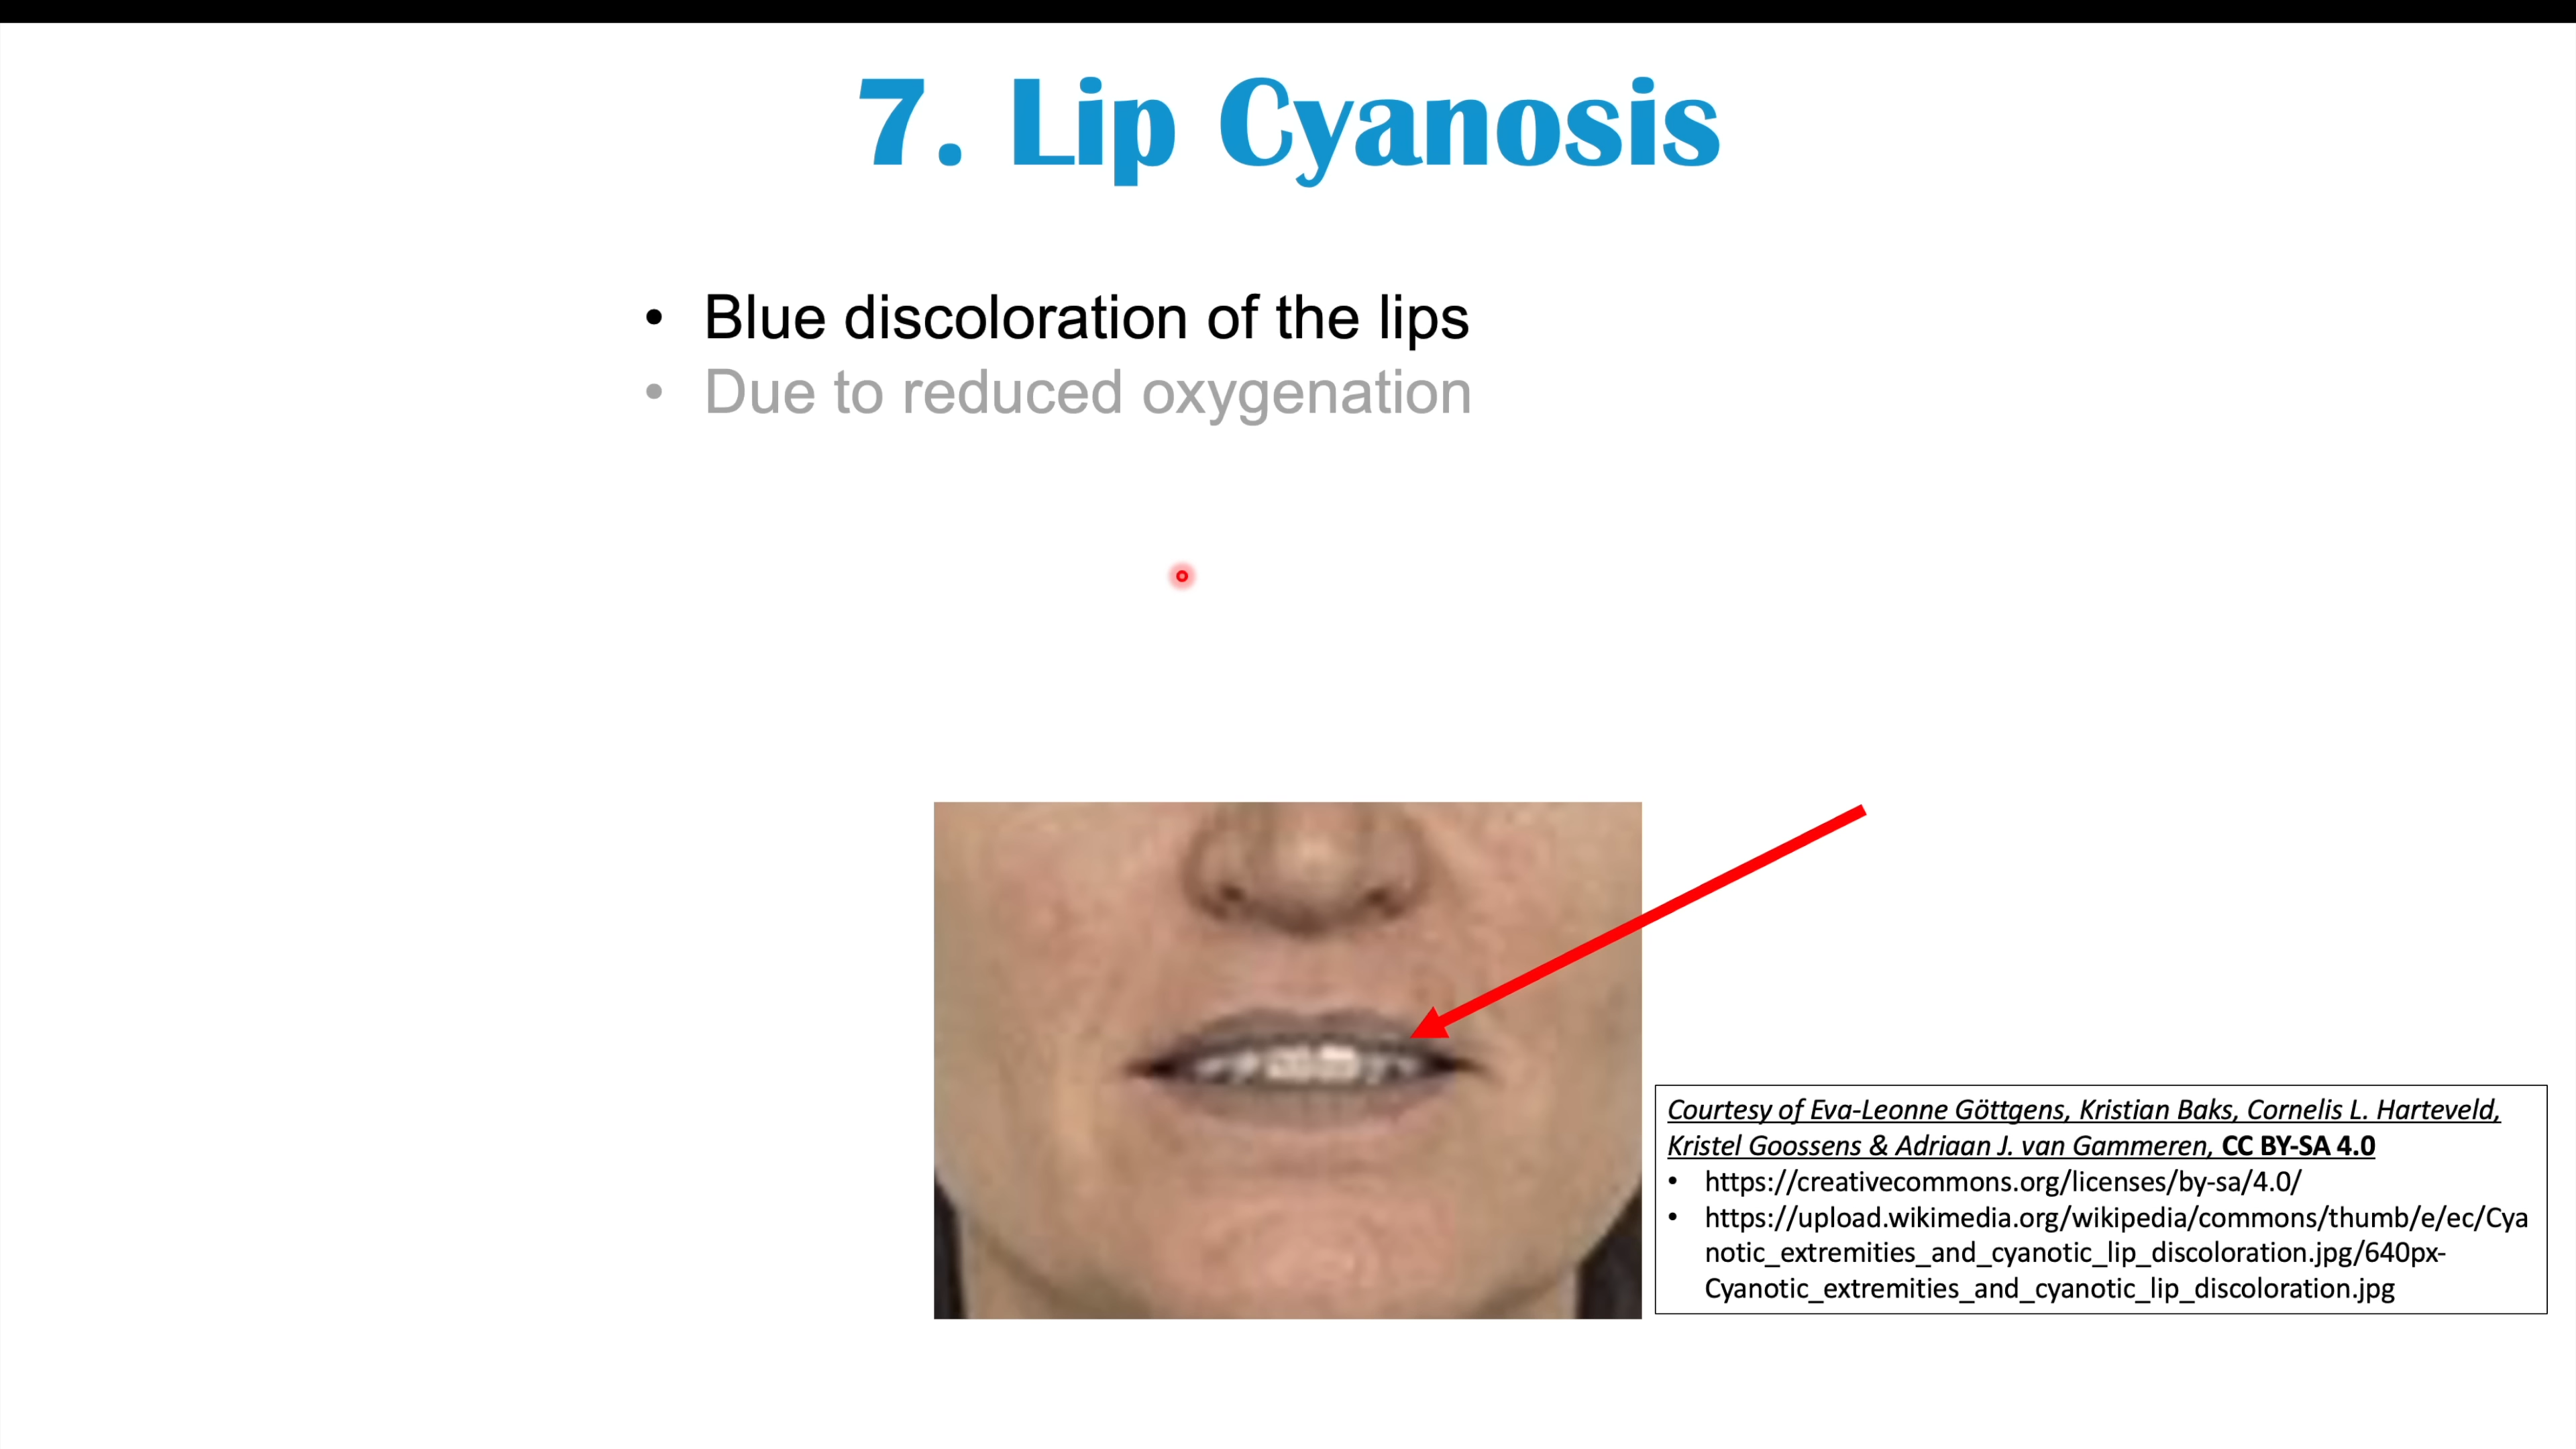 7. Lip Cyanosis
• Blue discoloration of the lips
• Due to reduced oxygenation
Courtesy of Eva-Leonne Göttgens, Kristian Baks, Cornelis L. Harteveld,
Kristel Goossens & Adriaan J. van Gammeren, CC BY-SA 4.0
• https://creativecommons.org/licenses/by-sa/4.0/
• https://upload.wikimedia.org/wikipedia/commons/thumb/e/ec/Cya
notic_extremities_and_cyanotic_lip_discoloration.jpg/640px-
Cyanotic_extremities_and_cyanotic_lip_discoloration.jpg